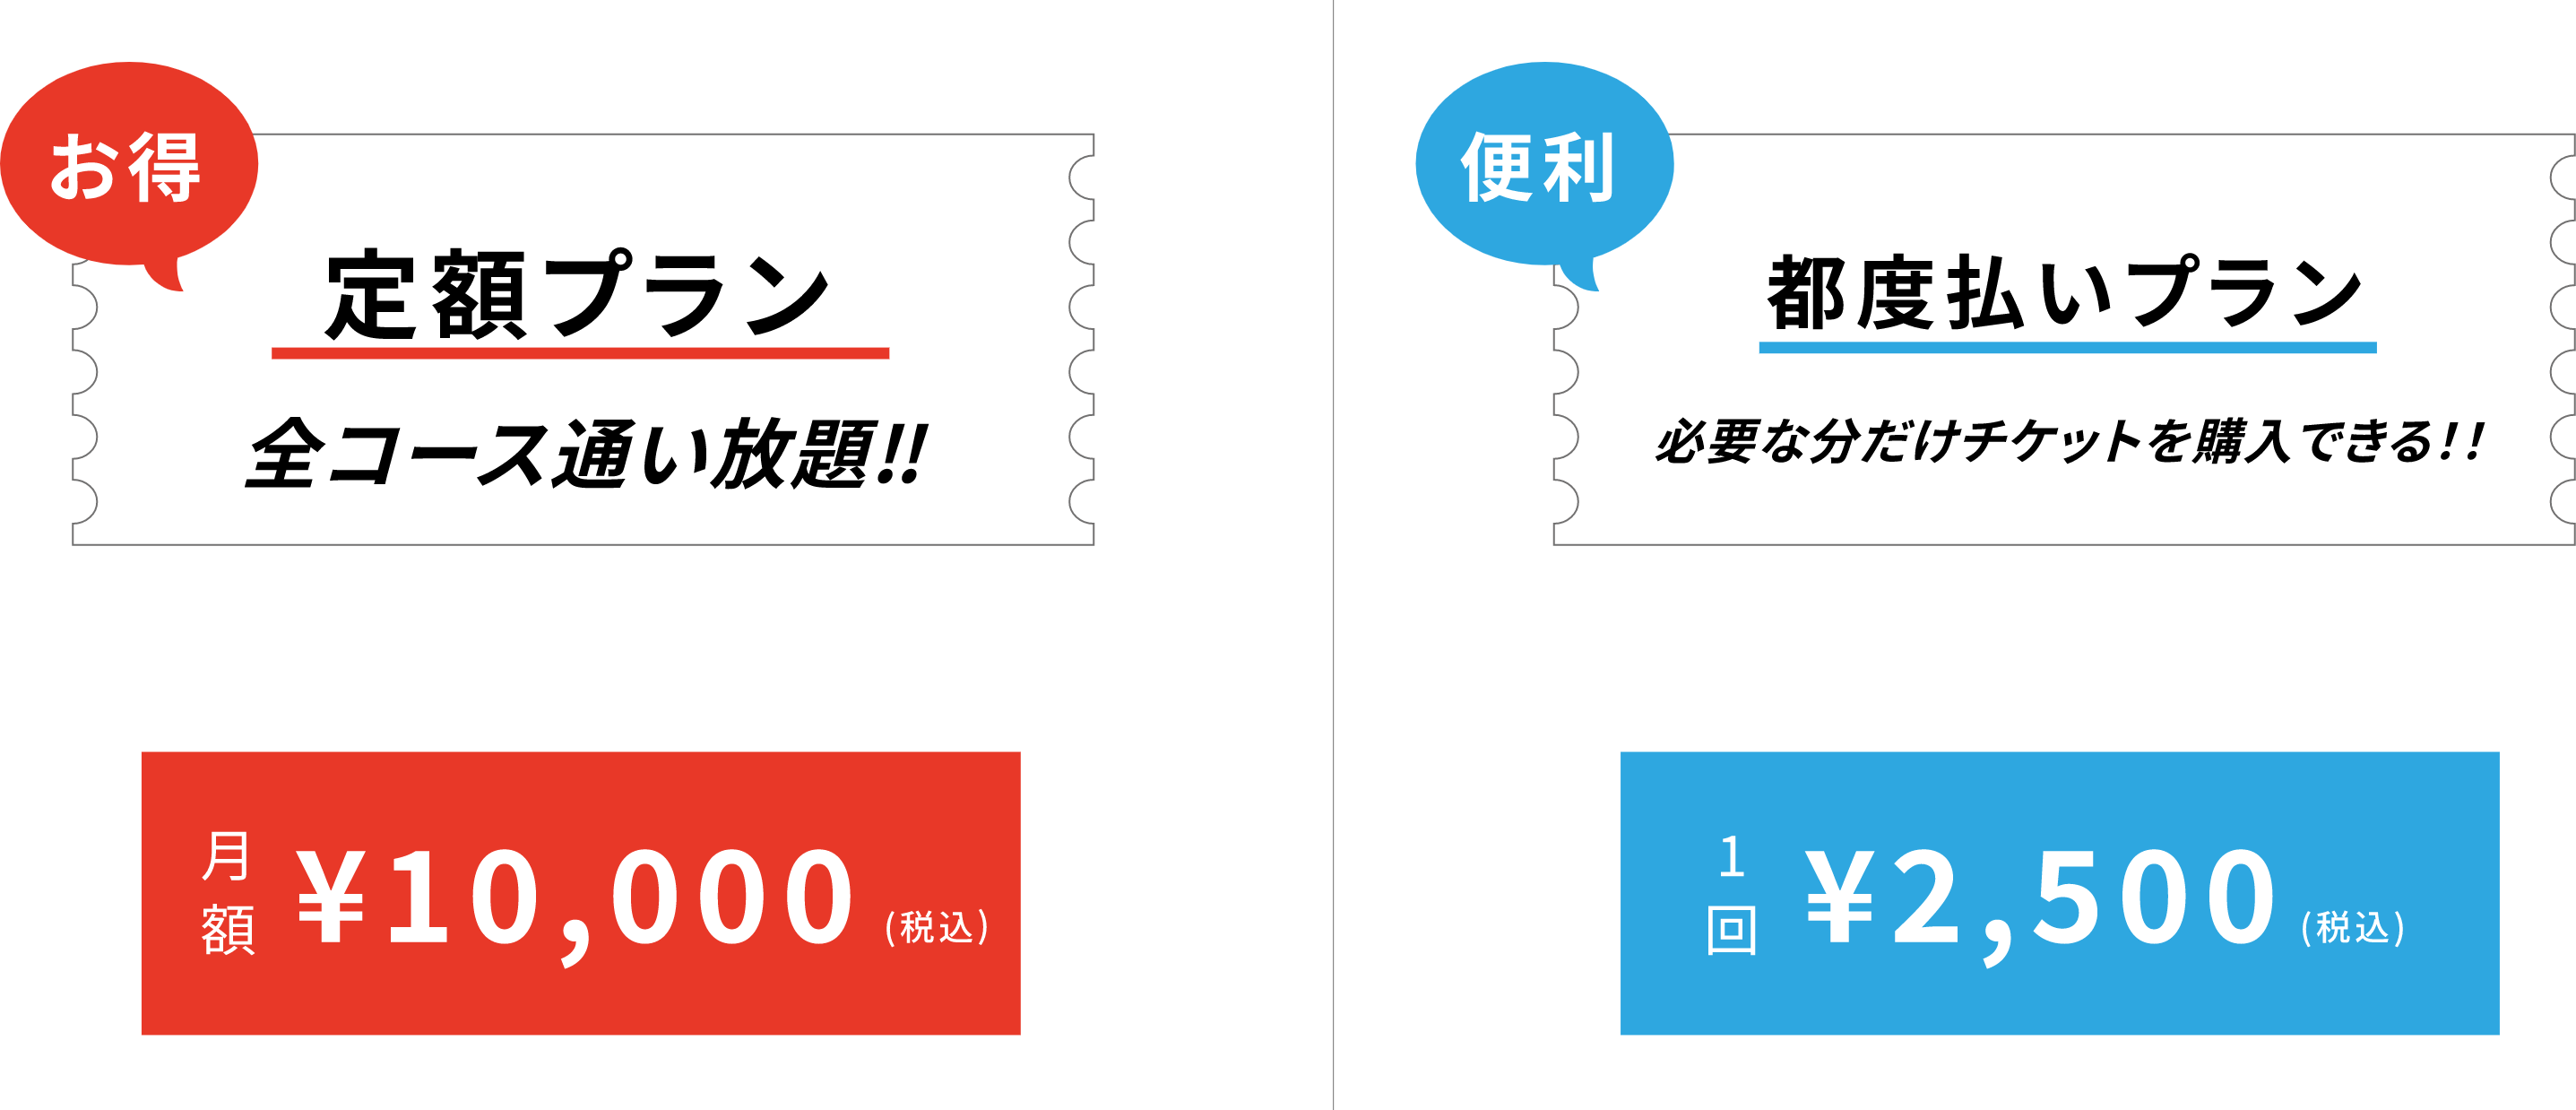 お得
定額プラン
全コース通い放題!!
月額 ¥10,000 (税込)
便利
都度払いプラン
必要な分だけチケットを購入できる!!
1回 ¥2,500 (税込)